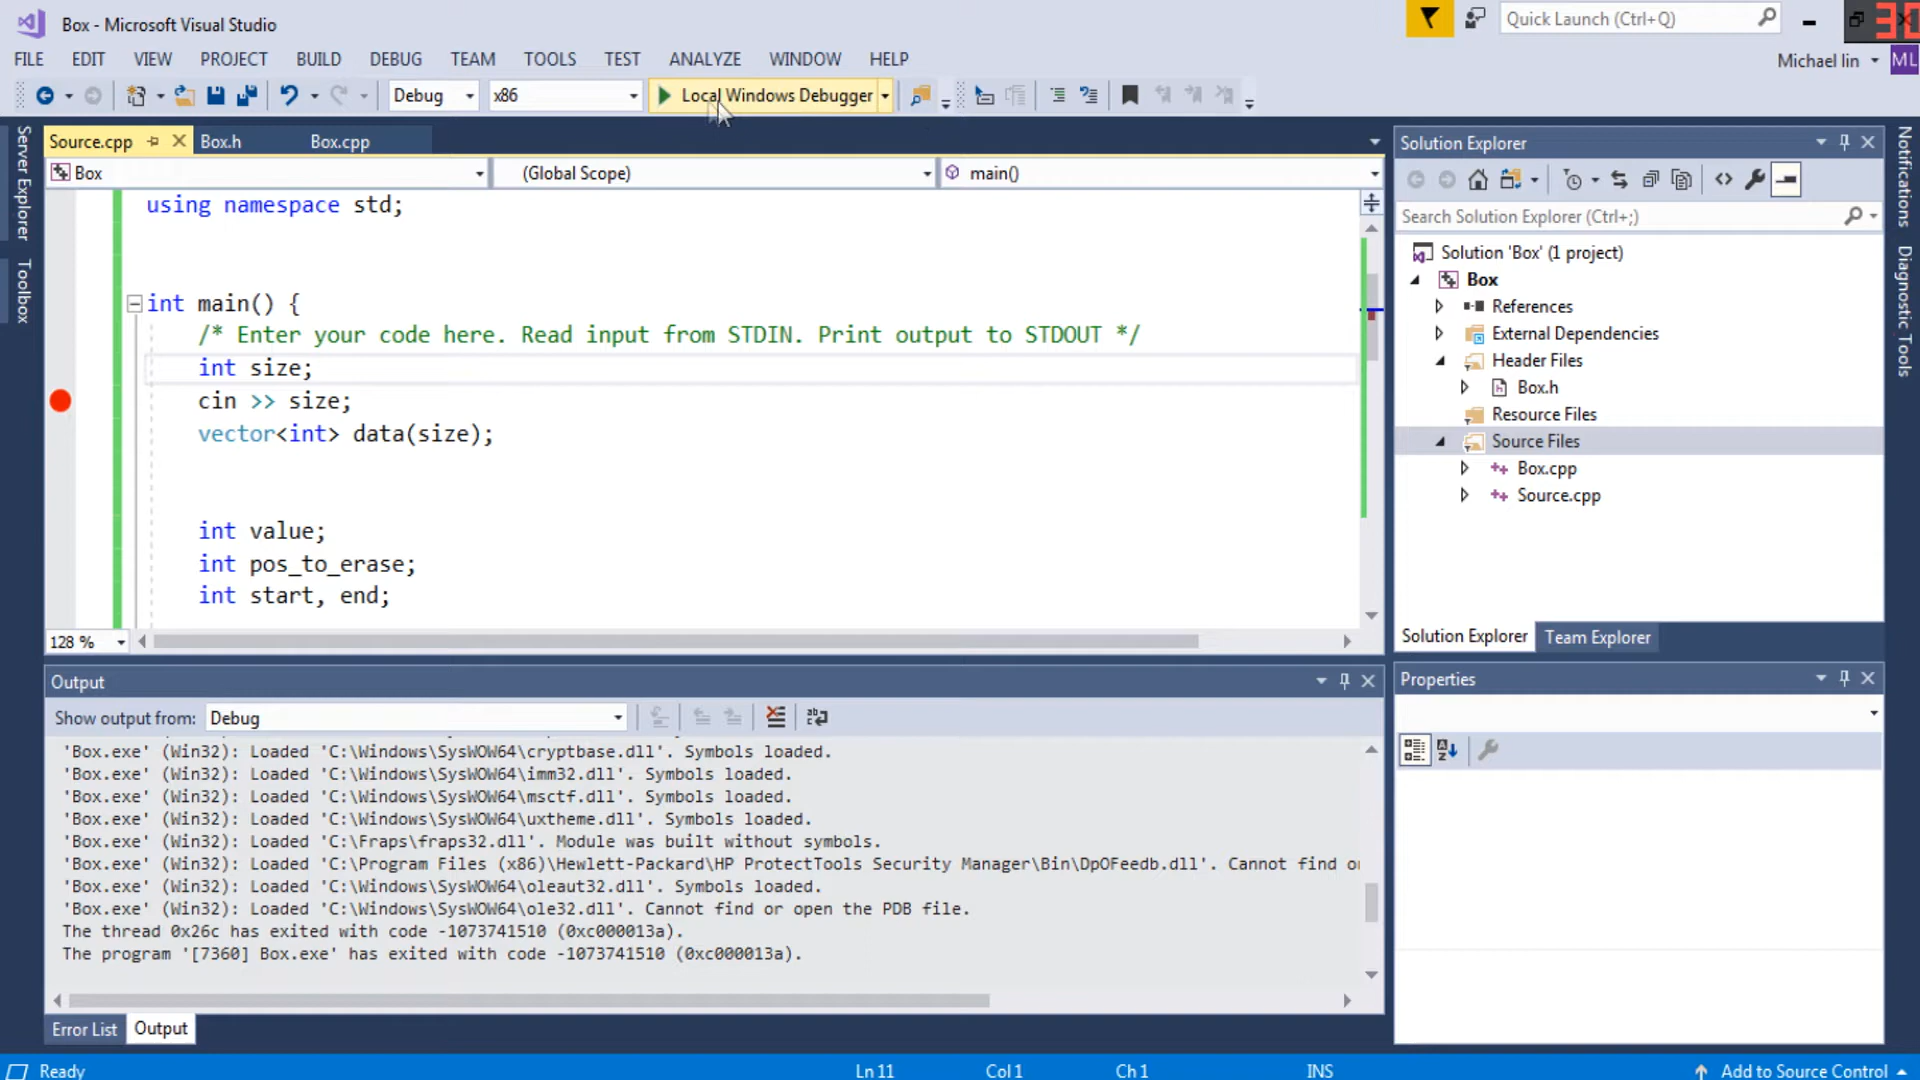 Box - Microsoft Visual Studio
Quick Launch (Ctrl+Q)
30
FILE EDIT VIEW PROJECT BUILD DEBUG TEAM TOOLS TEST ANALYZE WINDOW HELP
Michael lin
ML
Debug
x86
Local Windows Debugger
Server Explorer
Toolbox
Source.cpp
Box.h
Box.cpp
Box
(Global Scope)
main()
using namespace std;
int main() {
/* Enter your code here. Read input from STDIN. Print output to STDOUT */
int size;
cin >> size;
vector<int> data(size);
int value;
int pos_to_erase;
int start, end;
128 %
Output
Show output from: Debug
'Box.exe' (Win32): Loaded 'C:\Windows\SysWOW64\cryptbase.dll'. Symbols loaded.
'Box.exe' (Win32): Loaded 'C:\Windows\SysWOW64\imm32.dll'. Symbols loaded.
'Box.exe' (Win32): Loaded 'C:\Windows\SysWOW64\msctf.dll'. Symbols loaded.
'Box.exe' (Win32): Loaded 'C:\Windows\SysWOW64\uxtheme.dll'. Symbols loaded.
'Box.exe' (Win32): Loaded 'C:\Fraps\fraps32.dll'. Module was built without symbols.
'Box.exe' (Win32): Loaded 'C:\Program Files (x86)\Hewlett-Packard\HP ProtectTools Security Manager\Bin\DpOFeedb.dll'. Cannot find
'Box.exe' (Win32): Loaded 'C:\Windows\SysWOW64\oleaut32.dll'. Symbols loaded.
'Box.exe' (Win32): Loaded 'C:\Windows\SysWOW64\ole32.dll'. Cannot find or open the PDB file.
The thread 0x26c has exited with code -1073741510 (0xc000013a).
The program '[7360] Box.exe' has exited with code -1073741510 (0xc000013a).
Error List
Output
Solution Explorer
Search Solution Explorer (Ctrl+;)
Solution 'Box' (1 project)
Box
References
External Dependencies
Header Files
Box.h
Resource Files
Source Files
Box.cpp
Source.cpp
Solution Explorer
Team Explorer
Properties
Notifications
Diagnostic Tools
Ready
Ln 11
Col 1
Ch 1
INS
Add to Source Control